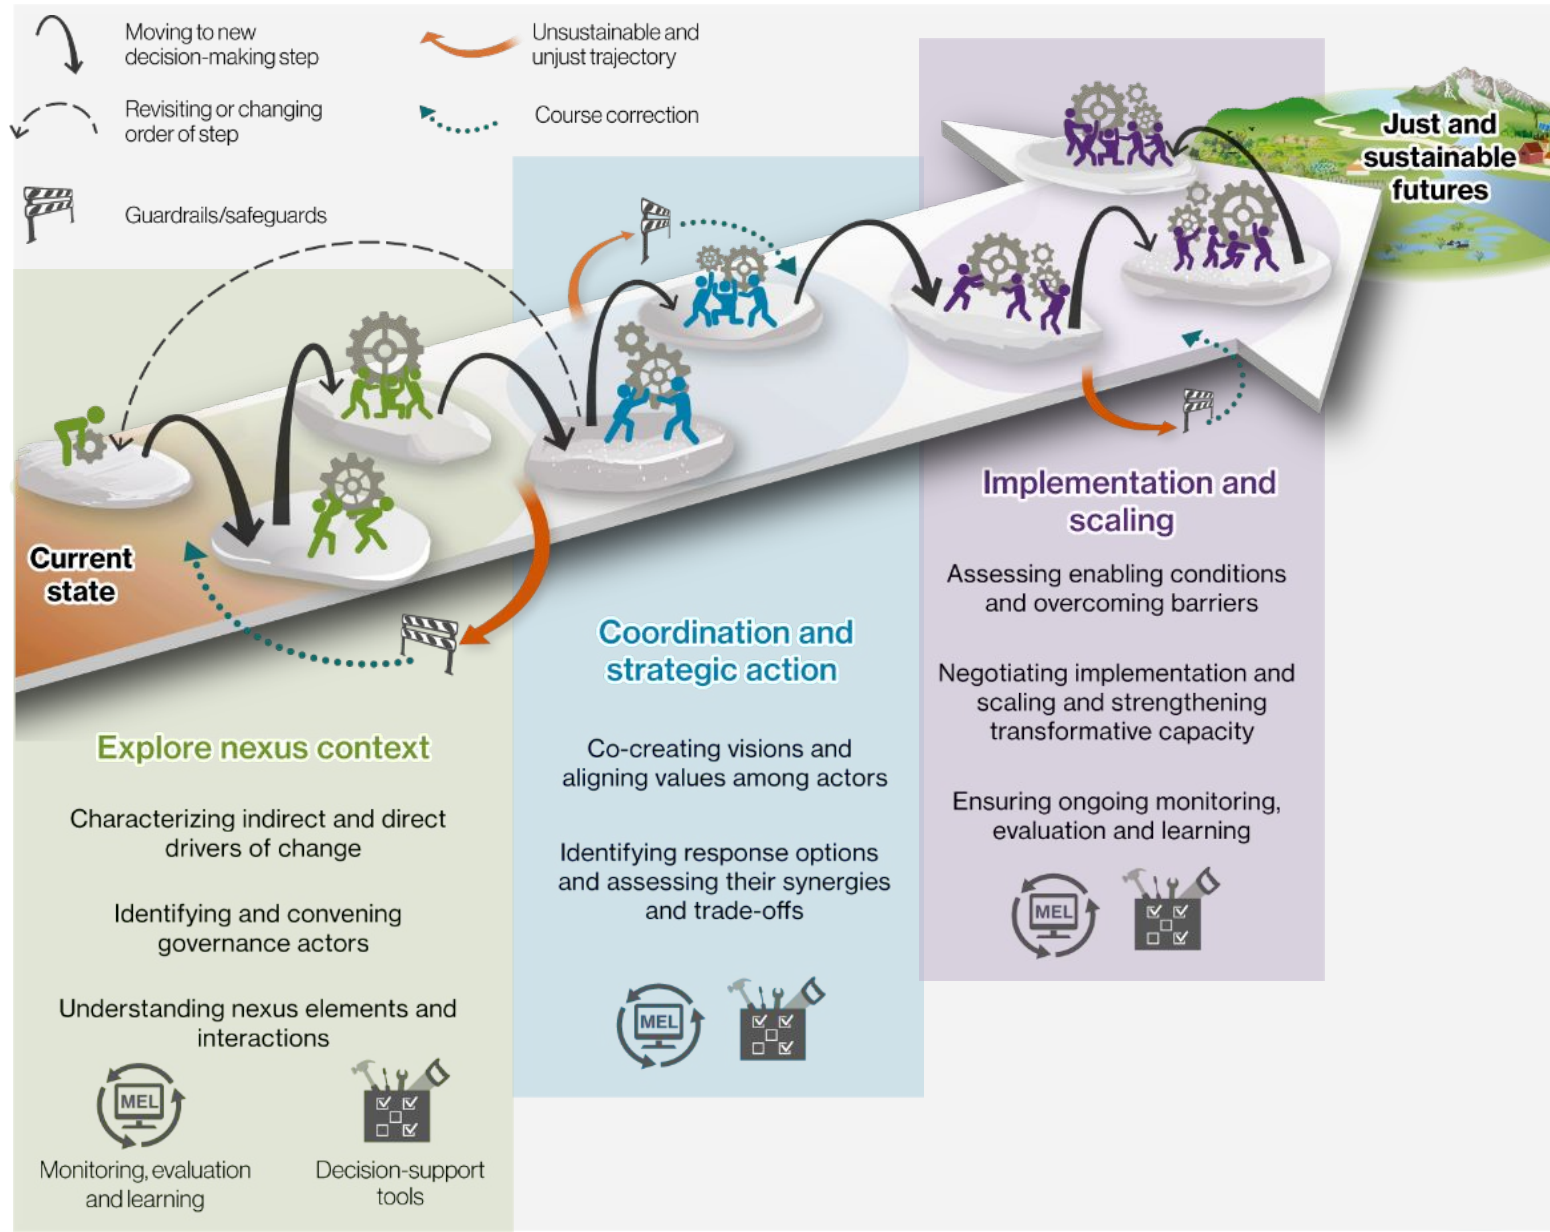 Moving to new
decision-making step
Unsustainable and
unjust trajectory
Revisiting or changing
order of step
Course correction
Guardrails/safeguards
Just and
sustainable
futures
Current
state
Explore nexus context
Characterizing indirect and direct
drivers of change
Identifying and convening
governance actors
Understanding nexus elements and
interactions
MEL
Monitoring, evaluation
and learning
Decision-support
tools
Coordination and
strategic action
Co-creating visions and
aligning values among actors
Identifying response options
and assessing their synergies
and trade-offs
MEL
Implementation and
scaling
Assessing enabling conditions
and overcoming barriers
Negotiating implementation and
scaling and strengthening
transformative capacity
Ensuring ongoing monitoring,
evaluation and learning
MEL